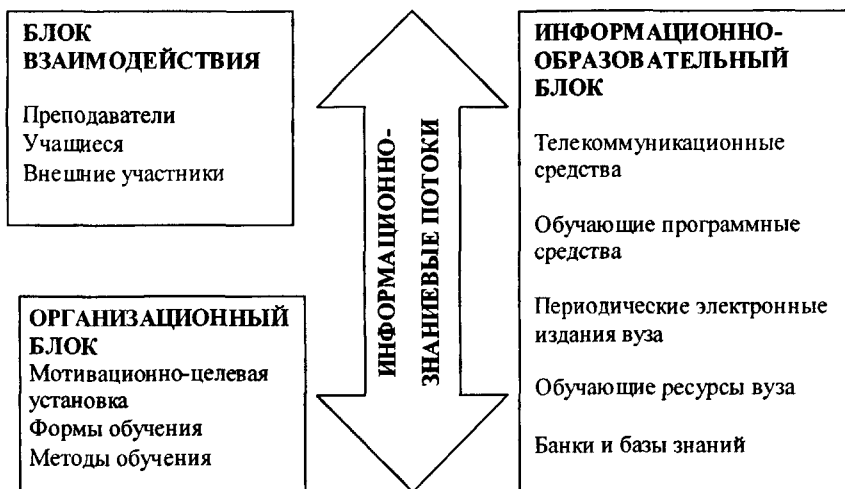 БЛОК
ВЗАИМОДЕЙСТВИЯ
Преподаватели
Учащиеся
Внешние участники
ОРГАНИЗАЦИОННЫЙ
БЛОК
Мотивационно-целевая
установка
Формы обучения
Методы обучения
ИНФОРМАЦИОННО-
ЗНАНИЕВЫЕ ПОТОКИ
ИНФОРМАЦИОННО-
ОБРАЗОВАТЕЛЬНЫЙ
БЛОК
Телекоммуникационные
средства
Обучающие программные
средства
Периодические электронные
издания вуза
Обучающие ресурсы вуза
Банки и базы знаний